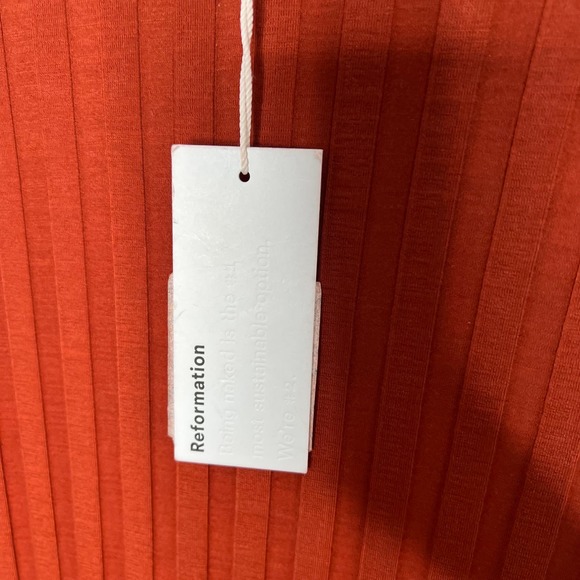 Reformation
Being naked is the #1
most sustainable option.
We're #2.